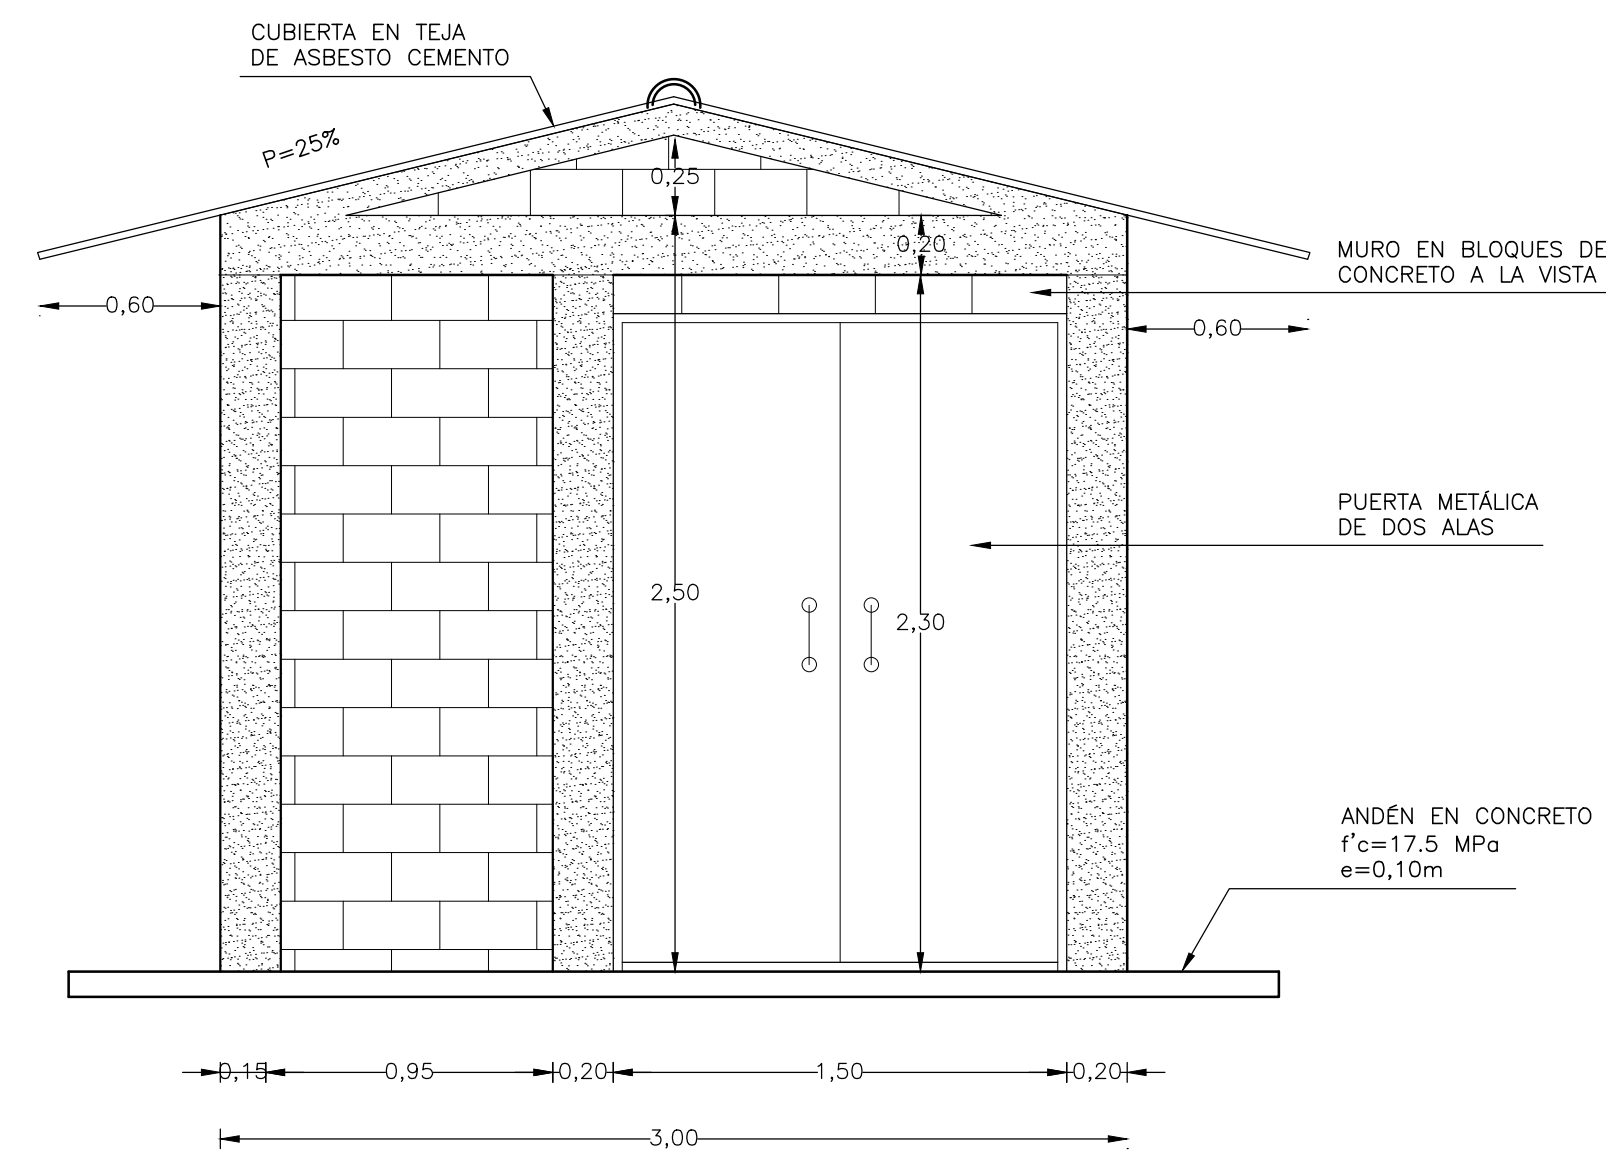 CUBIERTA EN TEJA
DE ASBESTO CEMENTO
P=25%
0,25
0,20
MURO EN BLOQUES DE
CONCRETO A LA VISTA
0,60
0,60
PUERTA METÁLICA
DE DOS ALAS
2,50
2,30
ANDÉN EN CONCRETO
f'c=17.5 MPa
e=0,10m
0,15
0,95
0,20
1,50
0,20
3,00